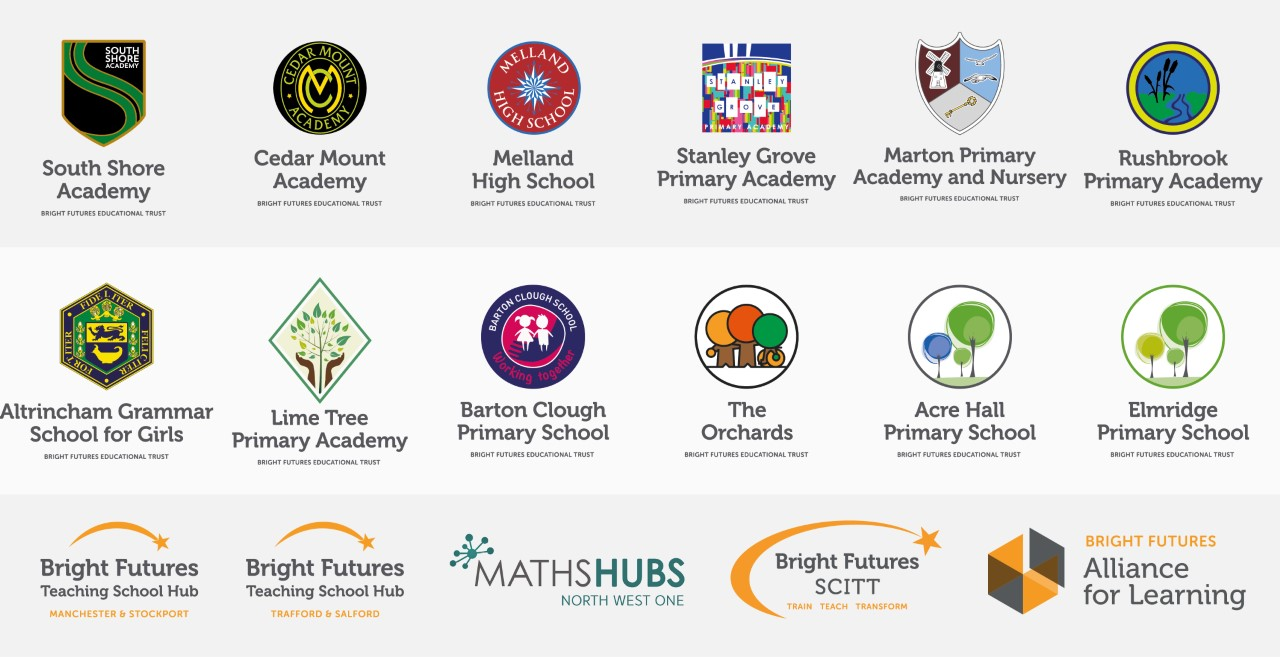 SOUTH
SHORE
ACADEMY
South Shore
Academy
BRIGHT FUTURES EDUCATIONAL TRUST
CEDAR MOUNT
ACADEMY
Cedar Mount
Academy
BRIGHT FUTURES EDUCATIONAL TRUST
MELLAND
HIGH SCHOOL
Melland
High School
BRIGHT FUTURES EDUCATIONAL TRUST
STANLEY
GROVE
PRIMARY ACADEMY
Stanley Grove
Primary Academy
BRIGHT FUTURES EDUCATIONAL TRUST
Marton Primary
Academy and Nursery
BRIGHT FUTURES EDUCATIONAL TRUST
Rushbrook
Primary Academy
BRIGHT FUTURES EDUCATIONAL TRUST
FIDELITER
FORTITER
FELICITER
Altrincham Grammar
School for Girls
BRIGHT FUTURES EDUCATIONAL TRUST
Lime Tree
Primary Academy
BRIGHT FUTURES EDUCATIONAL TRUST
BARTON CLOUGH SCHOOL
Working together
Barton Clough
Primary School
BRIGHT FUTURES EDUCATIONAL TRUST
The
Orchards
BRIGHT FUTURES EDUCATIONAL TRUST
Acre Hall
Primary School
BRIGHT FUTURES EDUCATIONAL TRUST
Elmridge
Primary School
BRIGHT FUTURES EDUCATIONAL TRUST
Bright Futures
Teaching School Hub
MANCHESTER & STOCKPORT
Bright Futures
Teaching School Hub
TRAFFORD & SALFORD
MATHSHUBS
NORTH WEST ONE
Bright Futures
SCITT
TRAIN TEACH TRANSFORM
BRIGHT FUTURES
Alliance
for Learning